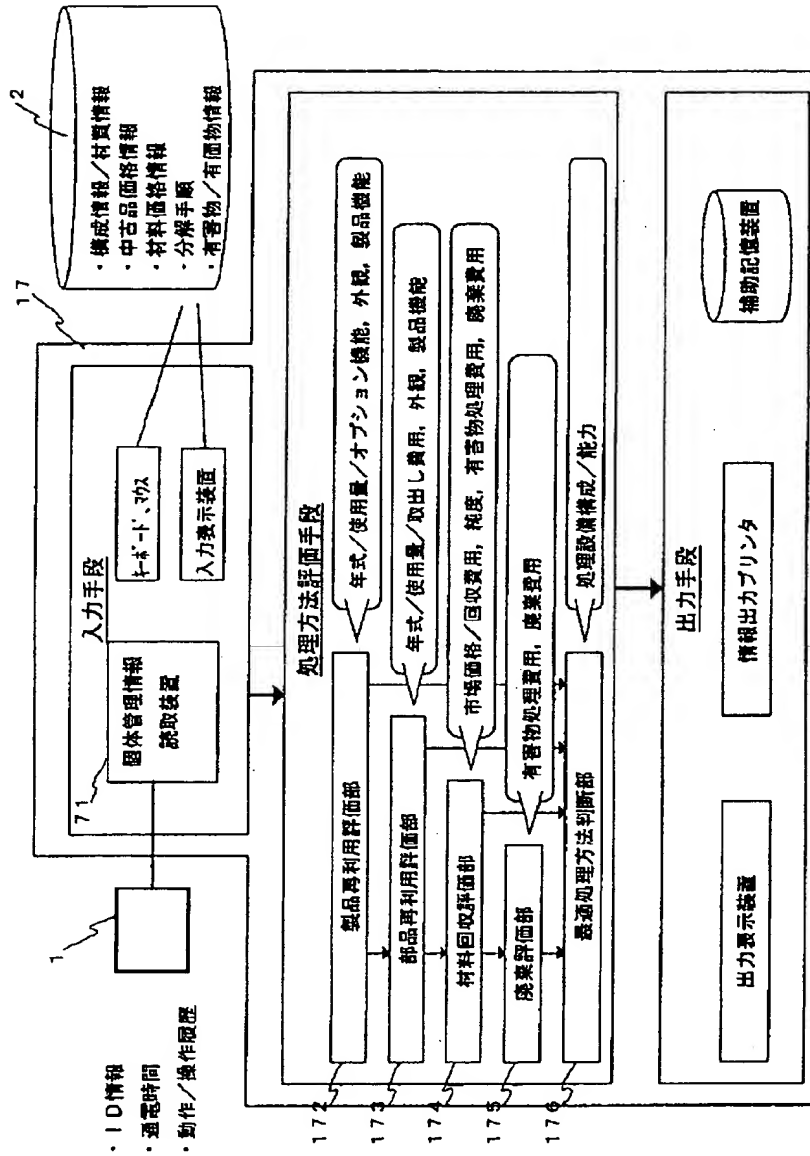 ・ＩＤ情報
・通電時間
・動作／操作履歴
1
17
2
・構成情報／材質情報
・中古品価格情報
・材料価格情報
・分解手順
・有害物／有価物情報
入力手段
71
個体管理情報
読取装置
キーボード、マウス
入力表示装置
処理方法評価手段
172
製品再利用評価部
年式／使用量／オプション機能，外観，製品機能
173
部品再利用評価部
年式／使用量／取出し費用，外観，製品機能
174
材料回収評価部
市場価格／回収費用，純度，有害物処理費用，廃棄費用
175
廃棄評価部
有害物処理費用，廃棄費用
176
最適処理方法判断部
処理設備構成／能力
出力手段
出力表示装置
情報出力プリンタ
補助記憶装置